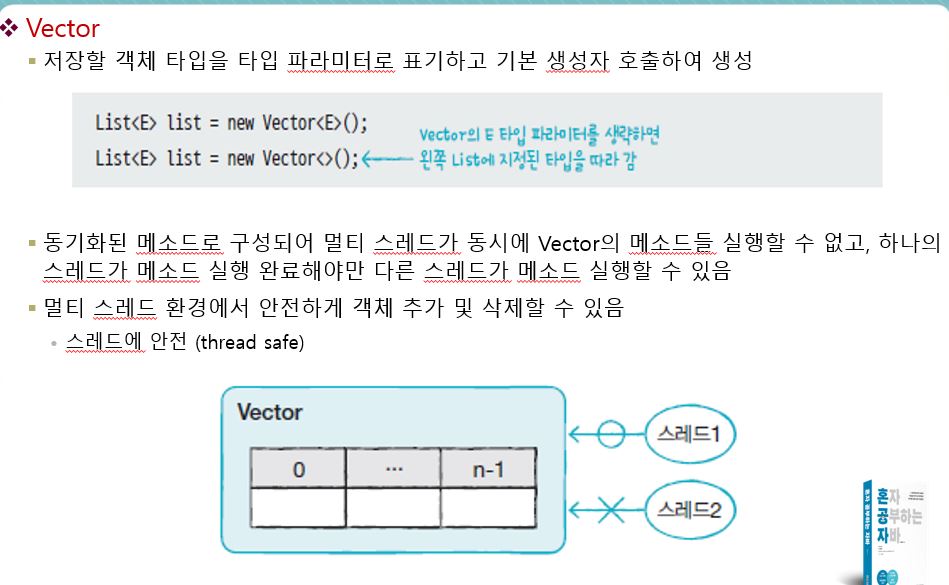 Vector
저장할 객체 타입을 타입 파라미터로 표기하고 기본 생성자 호출하여 생성
List<E> list = new Vector<E>();
List<E> list = new Vector<>();
Vector의 E 타입 파라미터를 생략하면
왼쪽 List에 지정된 타입을 따라 감
동기화된 메소드로 구성되어 멀티 스레드가 동시에 Vector의 메소드들 실행할 수 없고, 하나의
스레드가 메소드 실행 완료해야만 다른 스레드가 메소드 실행할 수 있음
멀티 스레드 환경에서 안전하게 객체 추가 및 삭제할 수 있음
스레드에 안전 (thread safe)
Vector
0 ... n-1
스레드1
스레드2
혼자
공부하는
자바